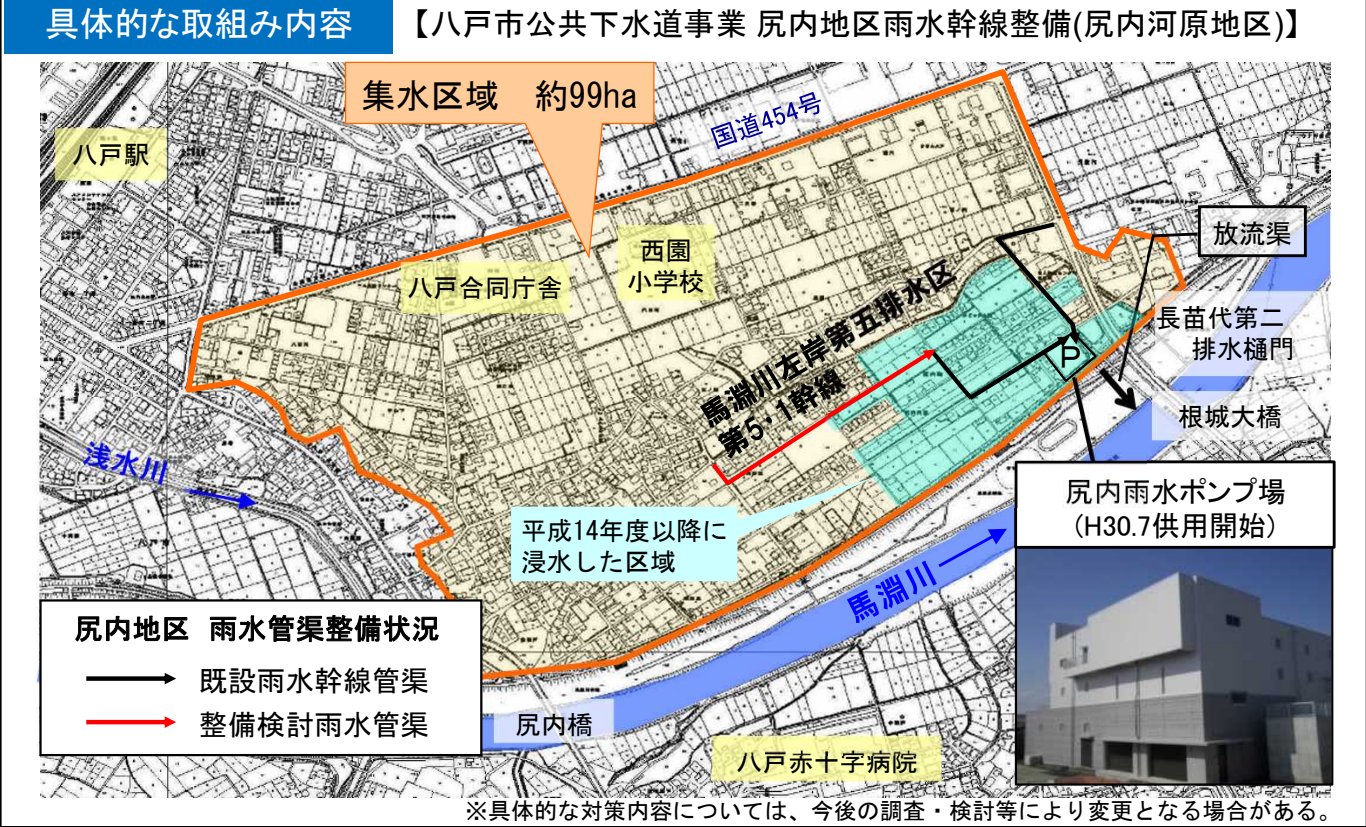 具体的な取組み内容
【八戸市公共下水道事業 尻内地区雨水幹線整備(尻内河原地区)】
集水区域 約99ha
国道454号
八戸駅
放流渠
西園
小学校
八戸合同庁舎
馬淵川左岸第五排水区
第5-1幹線
長苗代第二
排水樋門
P
根城大橋
浅水川
尻内雨水ポンプ場
(H30.7供用開始)
平成14年度以降に
浸水した区域
馬淵川
尻内地区 雨水管渠整備状況
既設雨水幹線管渠
整備検討雨水管渠
尻内橋
八戸赤十字病院
※具体的な対策内容については、今後の調査・検討等により変更となる場合がある。